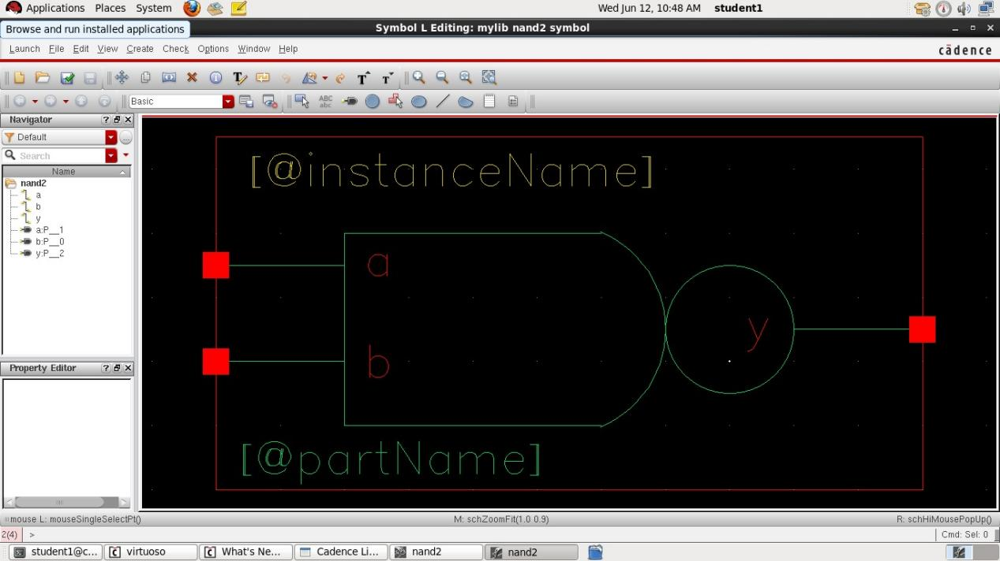 Applications Places System Wed Jun 12, 10:48 AM student1
Browse and run installed applications
Symbol L Editing: mylib nand2 symbol
Launch File Edit View Create Check Options Window Help
cādence
Basic
ABC
abc
Navigator
Default
Search
Name
nand2
a
b
y
a:P__1
b:P__0
y:P__2
Property Editor
[@instanceName]
a
b
y
[@partName]
mouse L: mouseSingleSelectPt() M: schZoomFit(1.0 0.9) R: schHiMousePopUp()
2(4) > Cmd: Sel: 0
student1@c... virtuoso What's Ne... Cadence Li... nand2 nand2